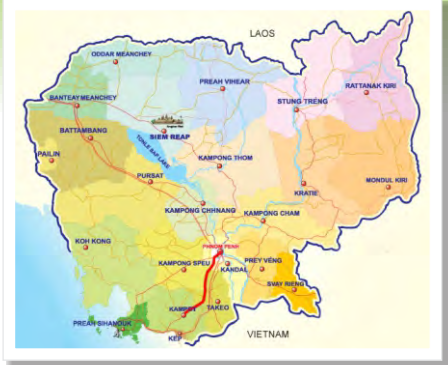 LAOS
ODDAR MEANCHEY
PREAH VIHEAR
RATTANAK KIRI
STUNG TRENG
BANTEAY MEANCHEY
SIEM REAP
BATTAMBANG
TONLE SAP LAKE
PAILIN
KAMPONG THOM
PURSAT
KRATIE
MONDUL KIRI
KAMPONG CHHNANG
KAMPONG CHAM
KOH KONG
PHNOM PENH
KAMPONG SPEU
KANDAL
PREY VENG
SVAY RIENG
KAMPOT
TAKEO
PREAH SIHANOUK
KEP
VIETNAM